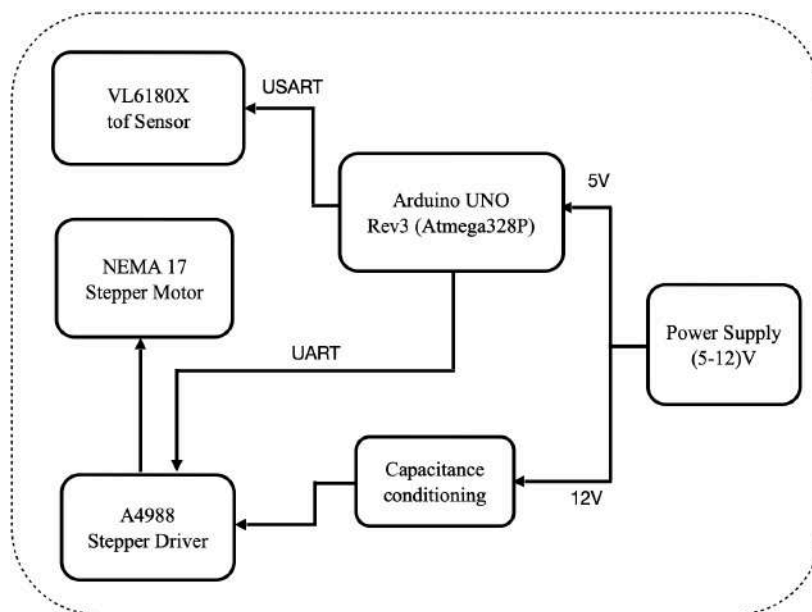 VL6180X
tof Sensor
USART
Arduino UNO
Rev3 (Atmega328P)
5V
NEMA 17
Stepper Motor
Power Supply
(5-12)V
UART
Capacitance
conditioning
12V
A4988
Stepper Driver